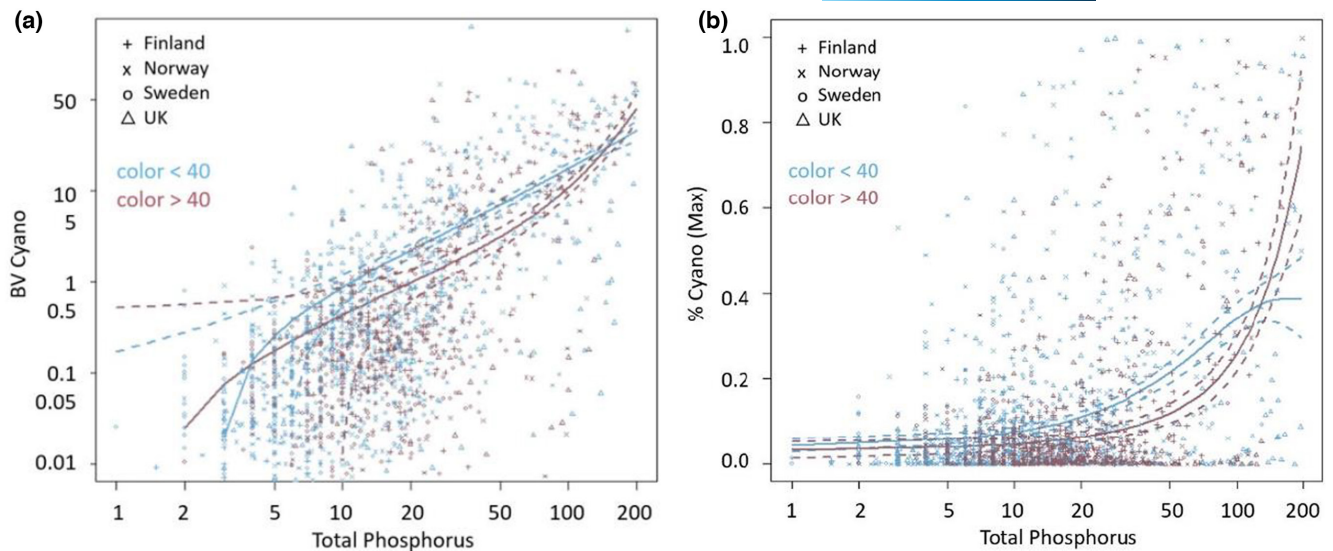 (a)
+ Finland
x Norway
o Sweden
△ UK
color < 40
color > 40
BV Cyano
50
10
5
1
0.5
0.1
0.05
0.01
1 2 5 10 20 50 100 200
Total Phosphorus
(b)
+ Finland
x Norway
o Sweden
△ UK
color < 40
color > 40
% Cyano (Max)
1.0
0.8
0.6
0.4
0.2
0.0
1 2 5 10 20 50 100 200
Total Phosphorus